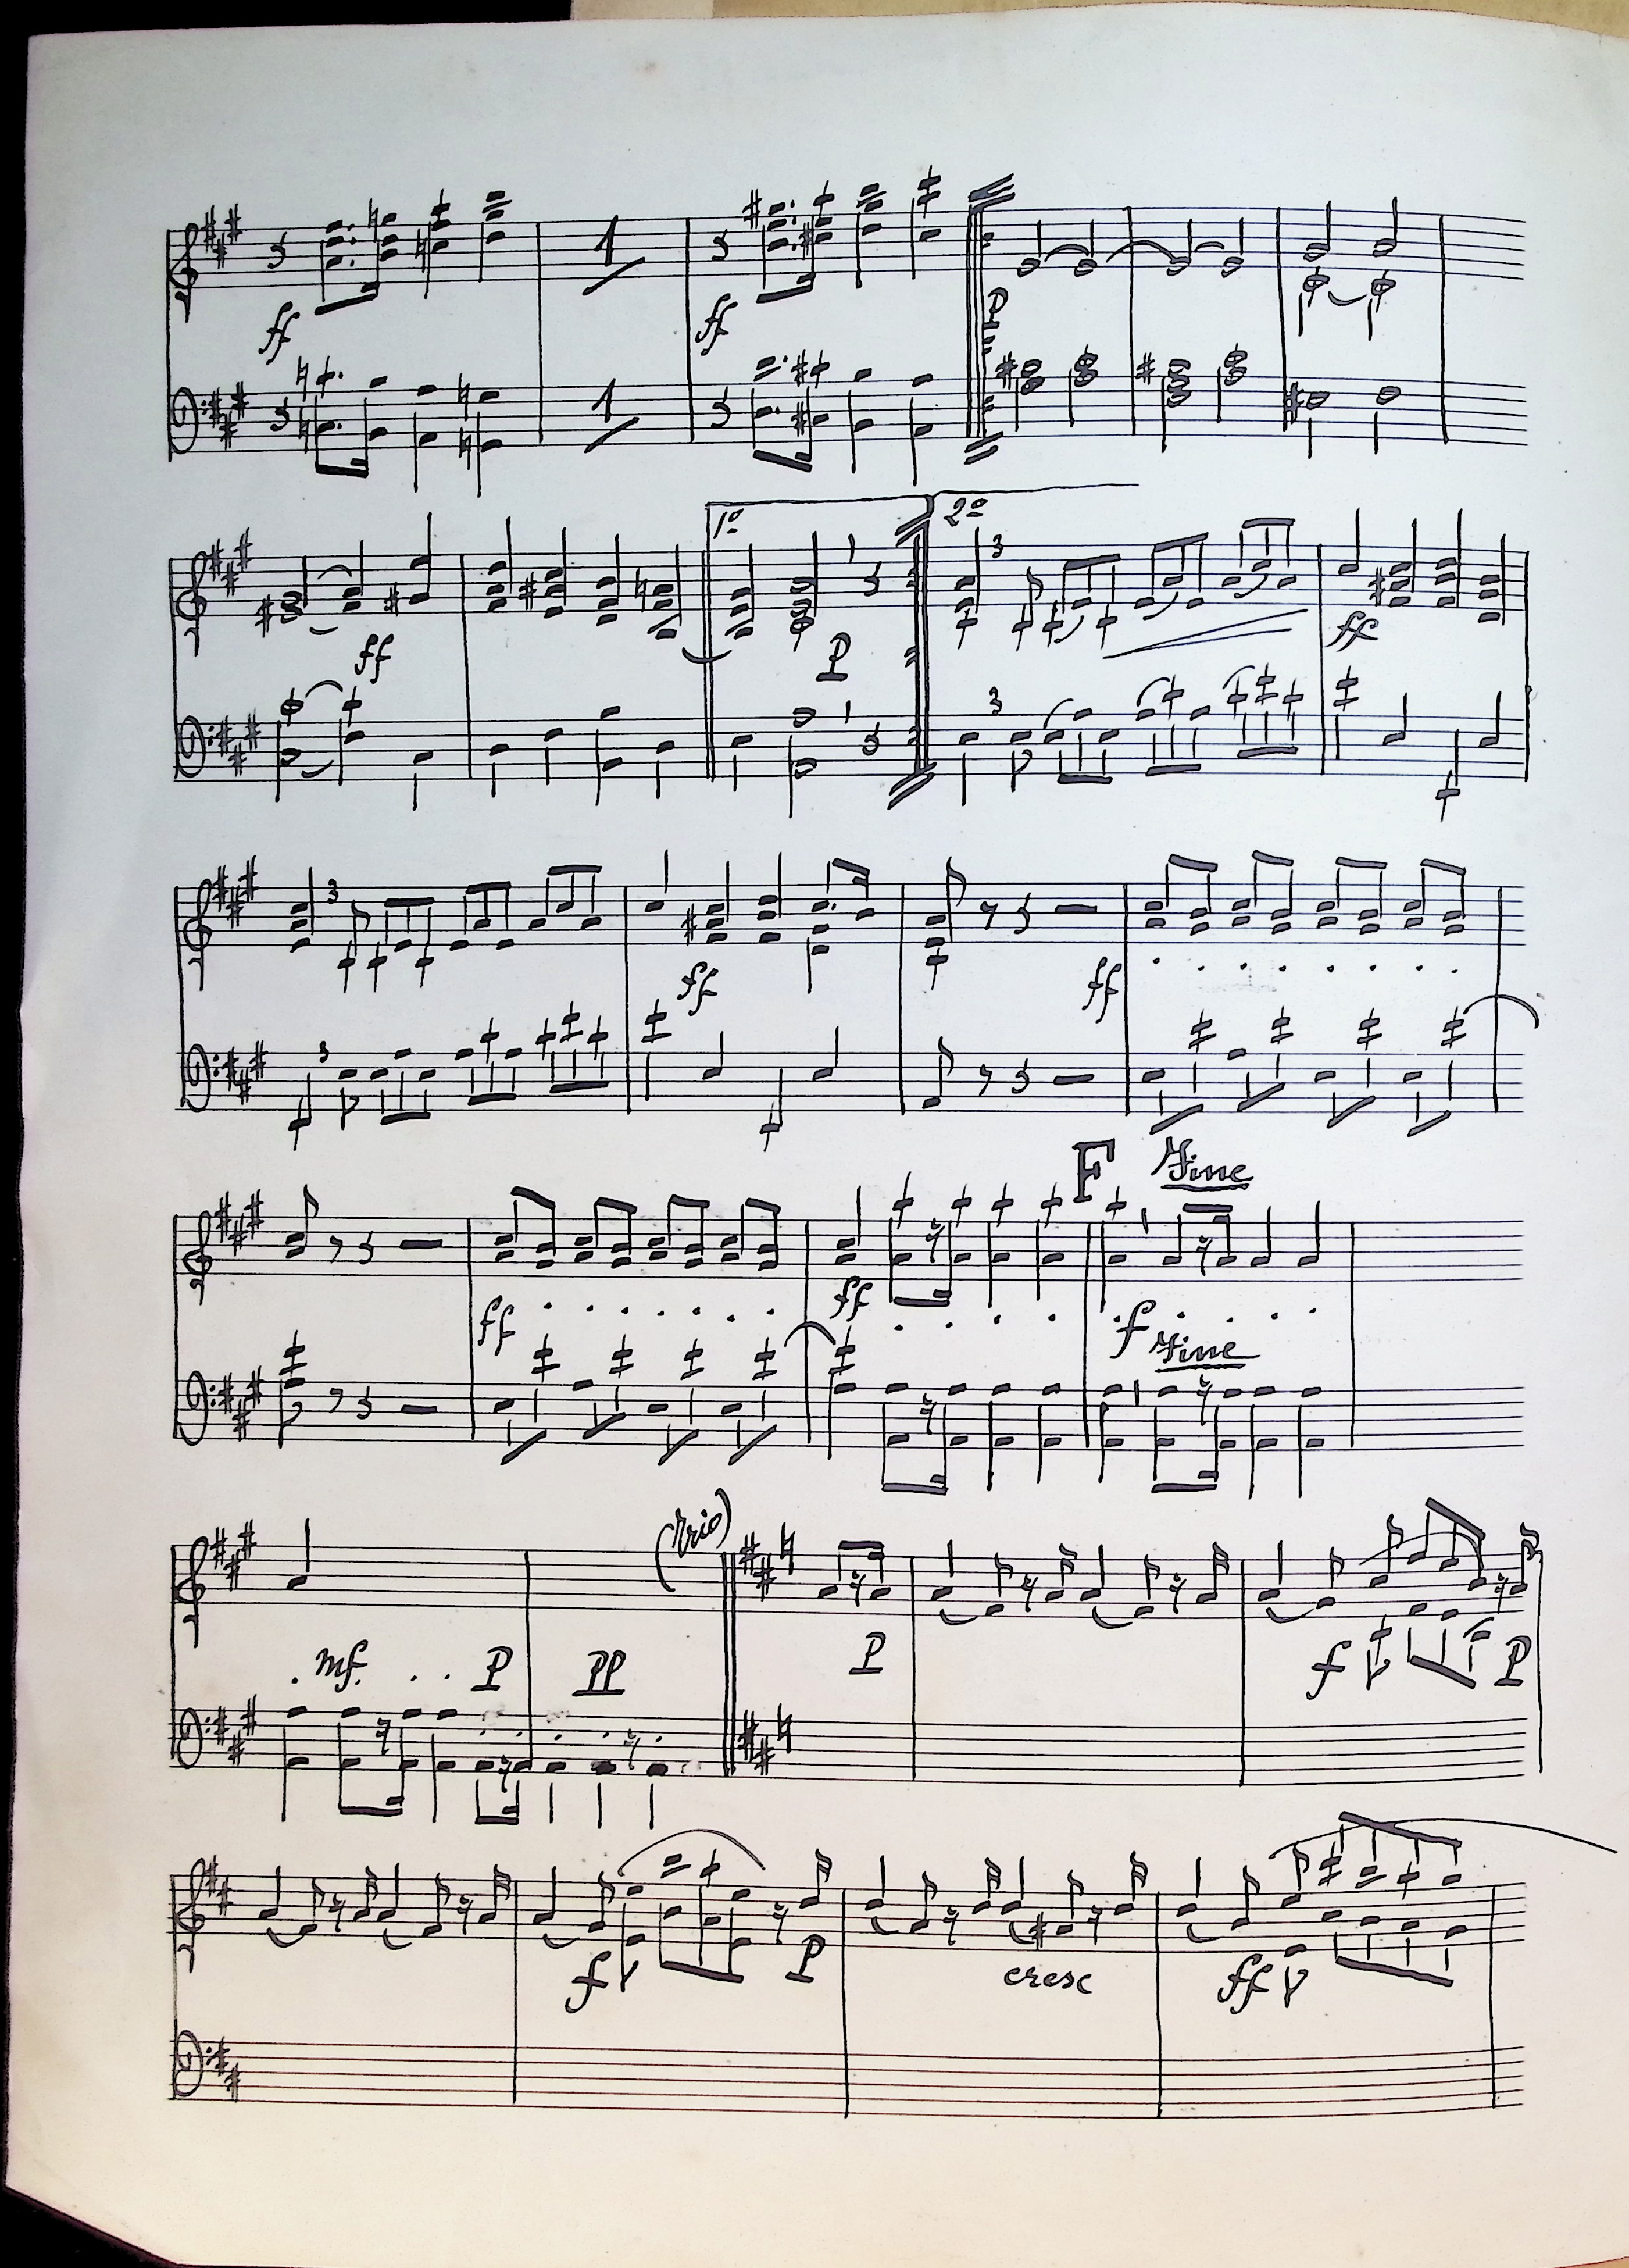 1
ff ff P
1
1º 2º
3
ff P ff
3
3
ff ff
3
F Fine
ff ff f
Fine
(Trio)
mf. P PP P f P
f P cresc ff